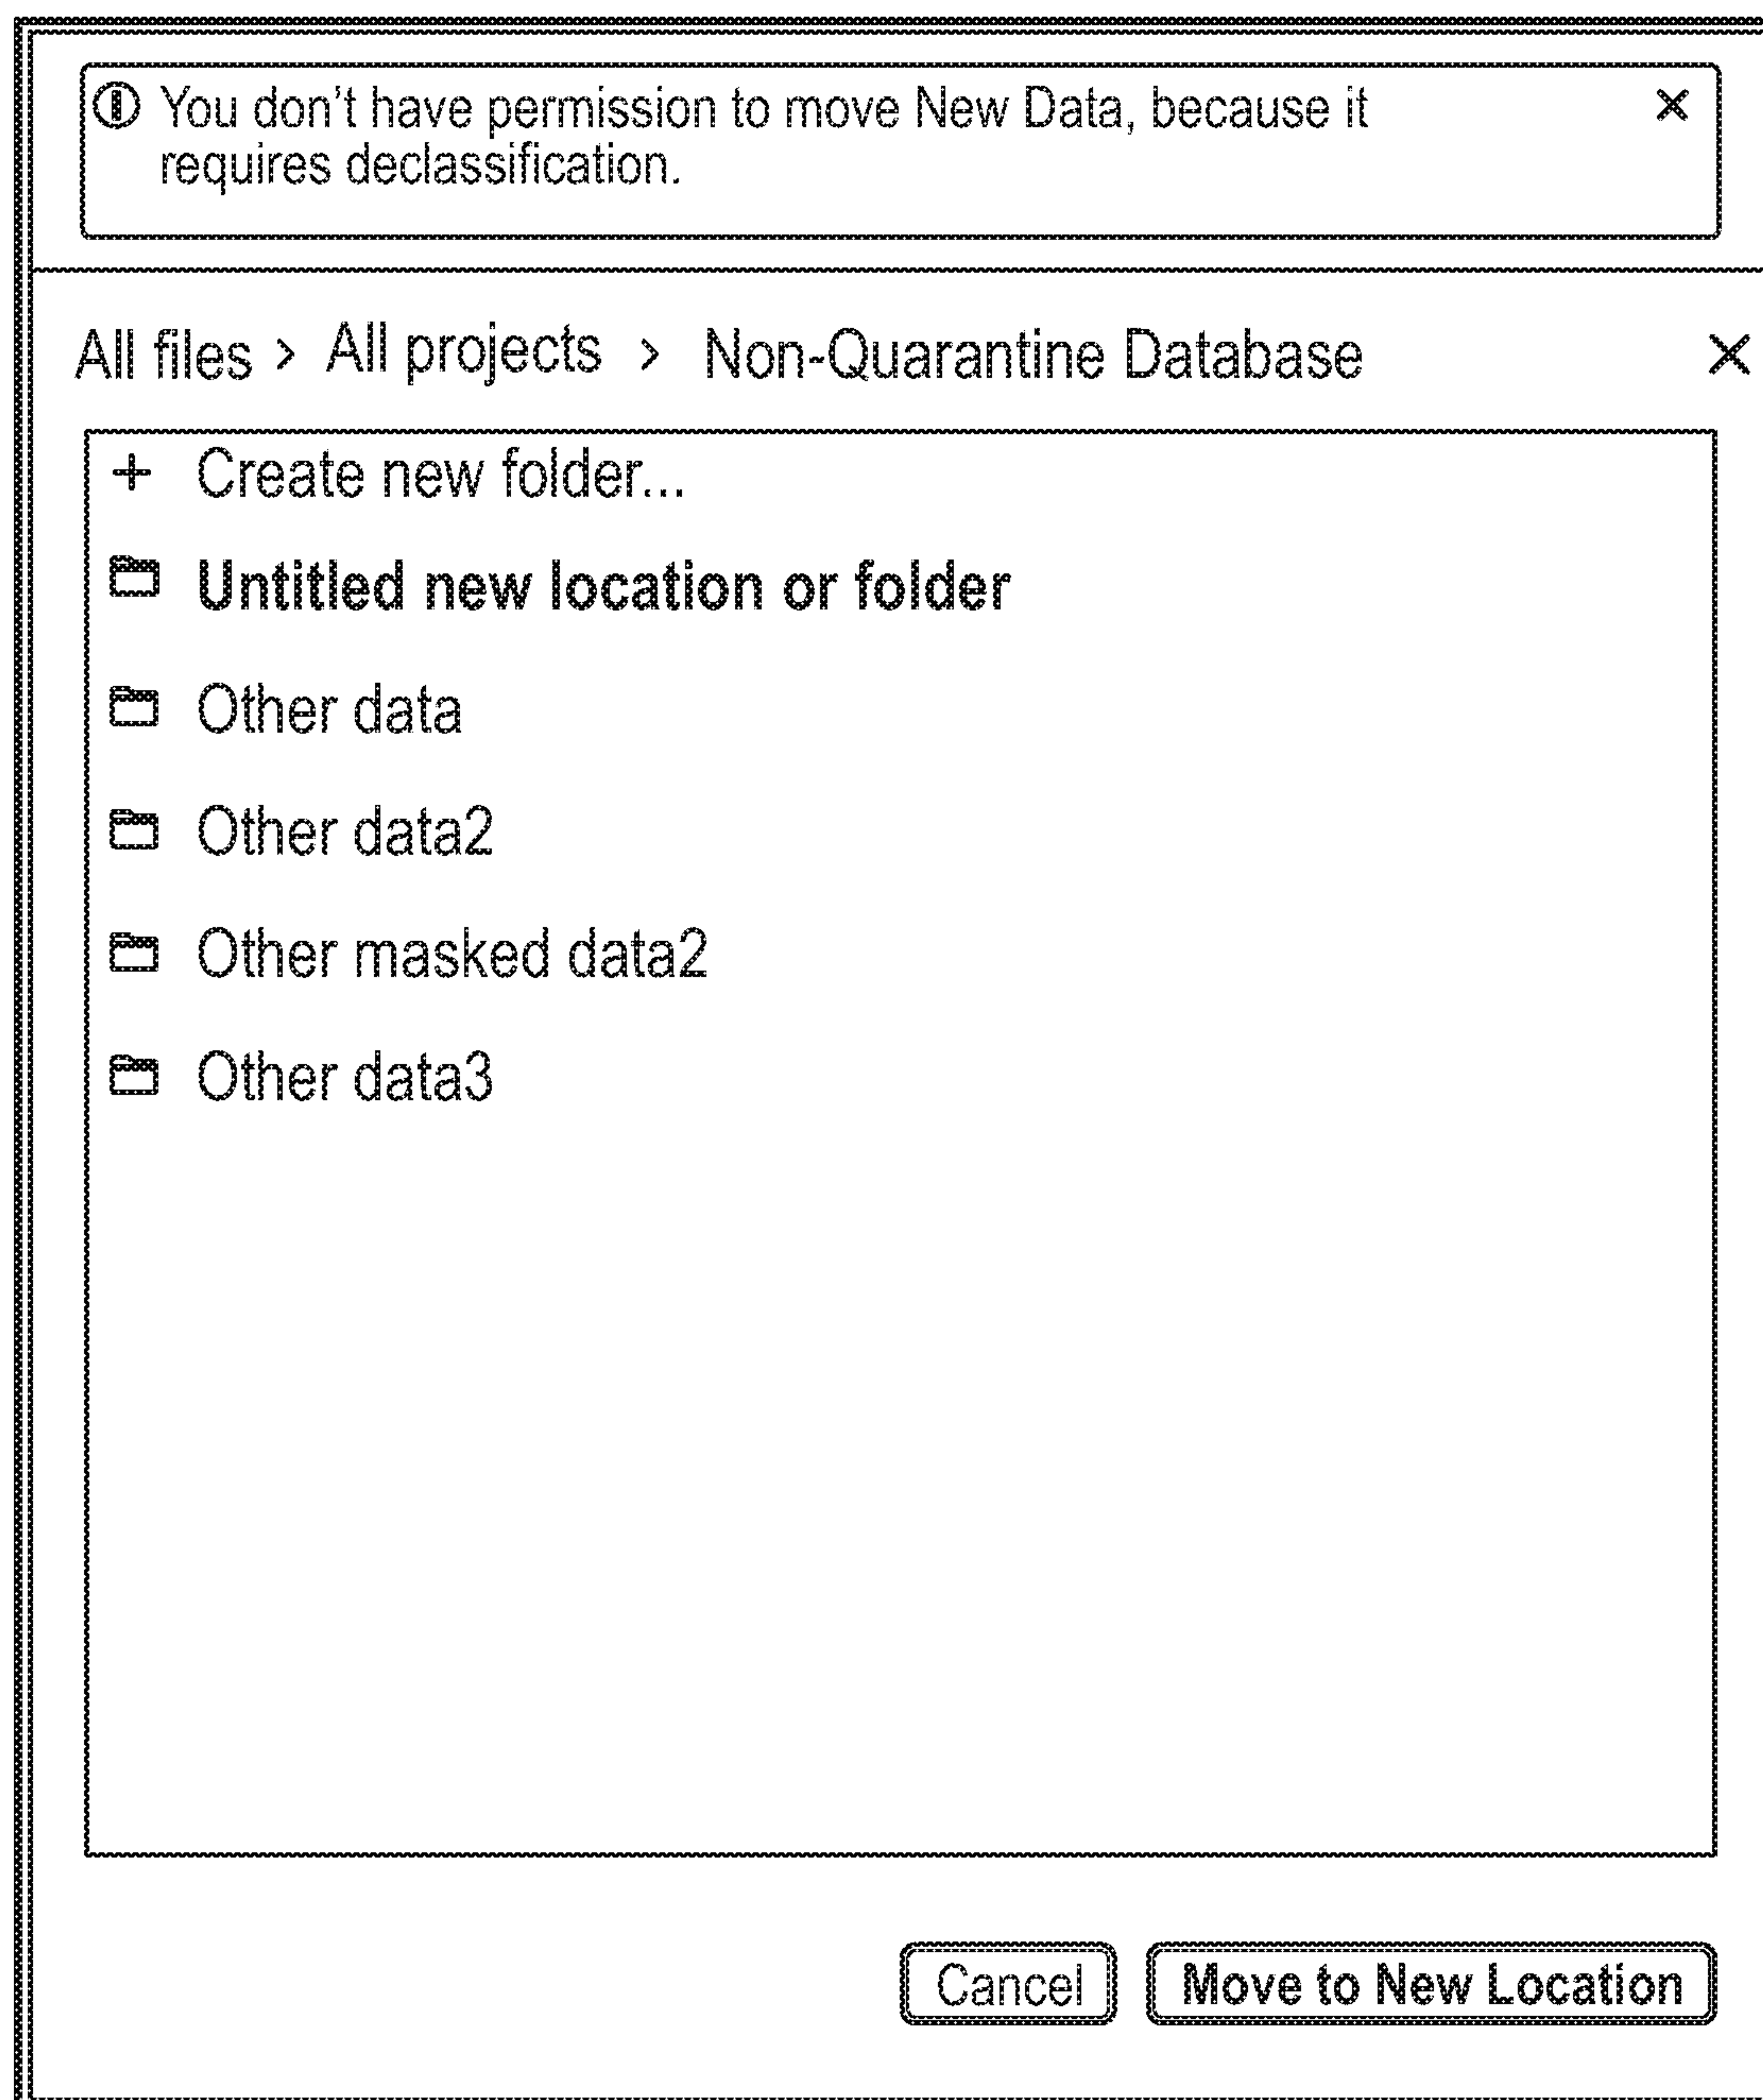 You don't have permission to move New Data, because it
requires declassification.
All files > All projects > Non-Quarantine Database
+ Create new folder...
Untitled new location or folder
Other data
Other data2
Other masked data2
Other data3
Cancel Move to New Location